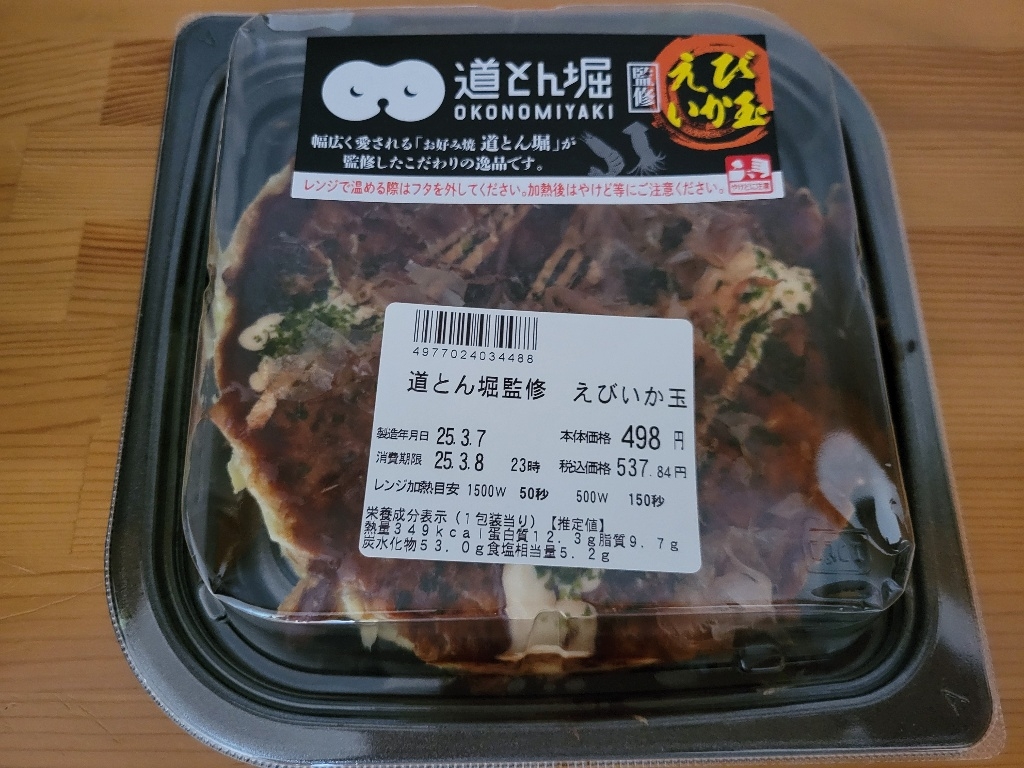 道とん堀
OKONOMIYAKI
監修
えび
いか玉
幅広く愛される「お好み焼 道とん堀」が
監修したこだわりの逸品です。
レンジで温める際はフタを外してください。加熱後はやけど等にご注意ください。
やけどに注意
4977024034488
道とん堀監修 えびいか玉
製造年月日 25.3.7 本体価格 498 円
消費期限 25.3.8 23時 税込価格 537.84円
レンジ加熱目安 1500W 50秒 500W 150秒
栄養成分表示(1包装当り)【推定値】
熱量349kcal蛋白質12.3g脂質9.7g
炭水化物53.0g食塩相当量5.2g